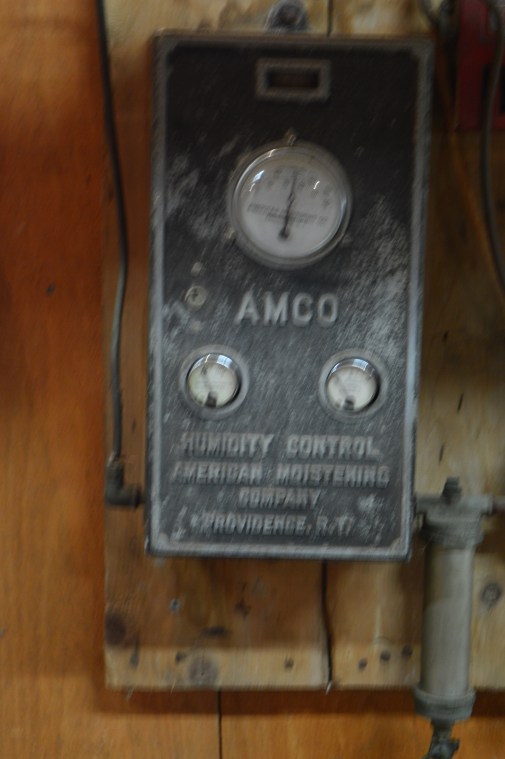 AMCO
HUMIDITY CONTROL
AMERICAN MOISTENING
COMPANY
PROVIDENCE, R.I.